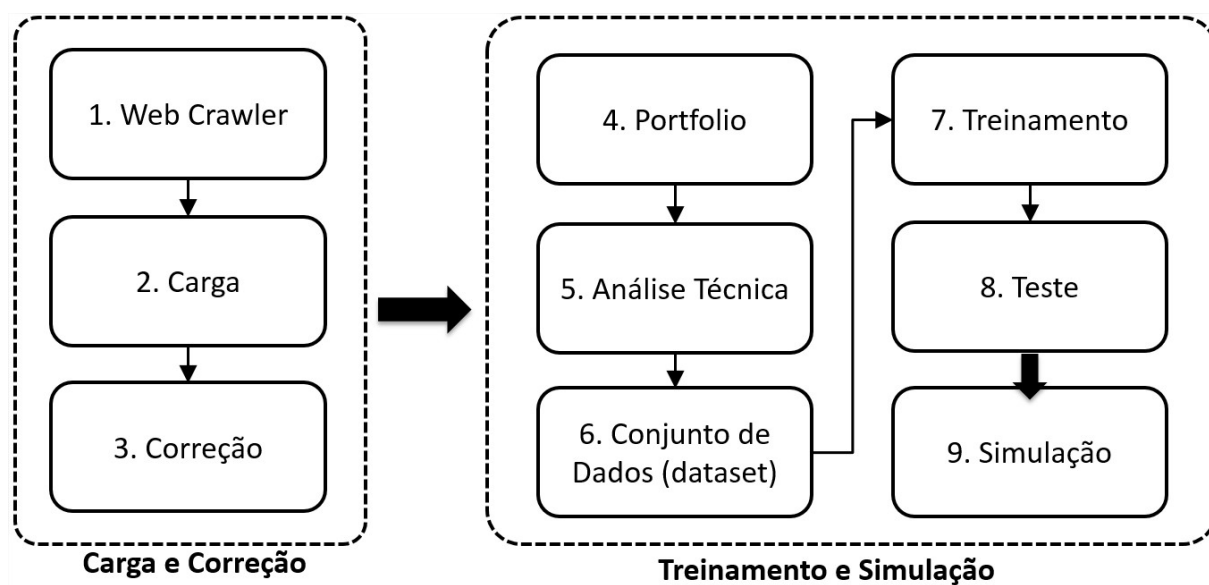 1. Web Crawler
2. Carga
3. Correção
Carga e Correção
4. Portfolio
5. Análise Técnica
6. Conjunto de
Dados (dataset)
7. Treinamento
8. Teste
9. Simulação
Treinamento e Simulação